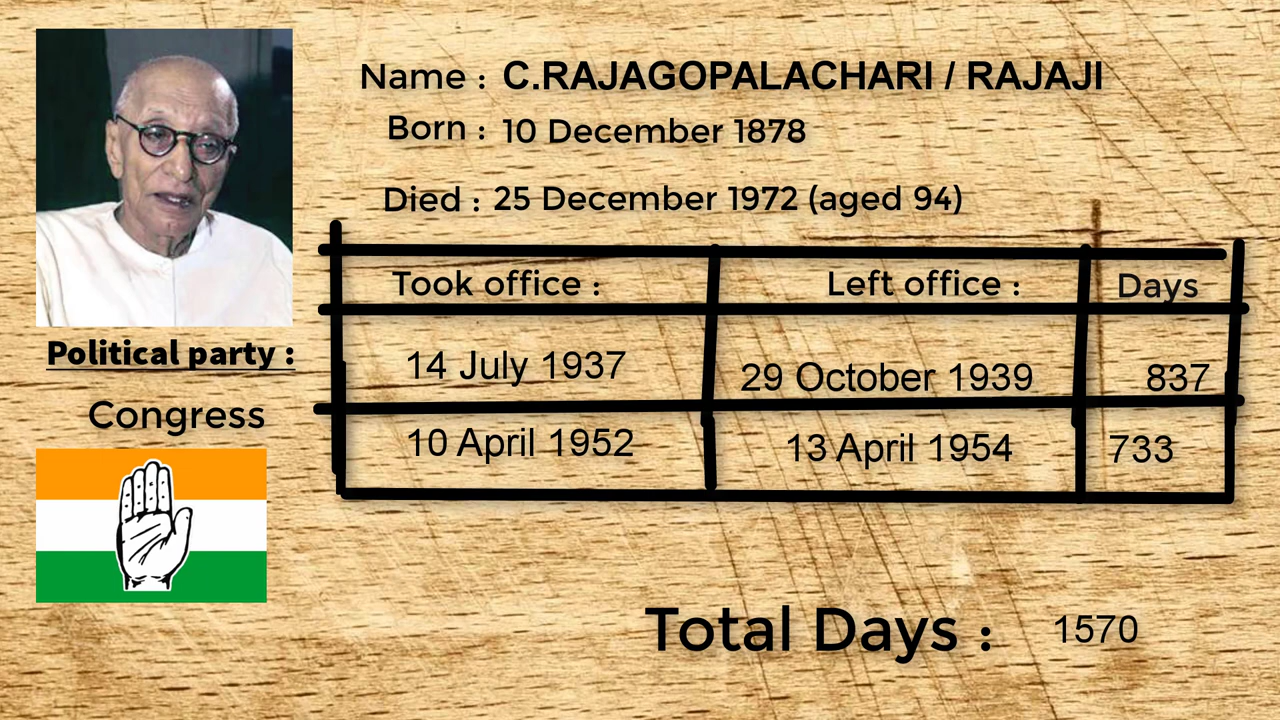 Name : C.RAJAGOPALACHARI / RAJAJI
Born : 10 December 1878
Died : 25 December 1972 (aged 94)
Took office : Left office : Days
14 July 1937 29 October 1939 837
10 April 1952 13 April 1954 733
Political party :
Congress
Total Days : 1570